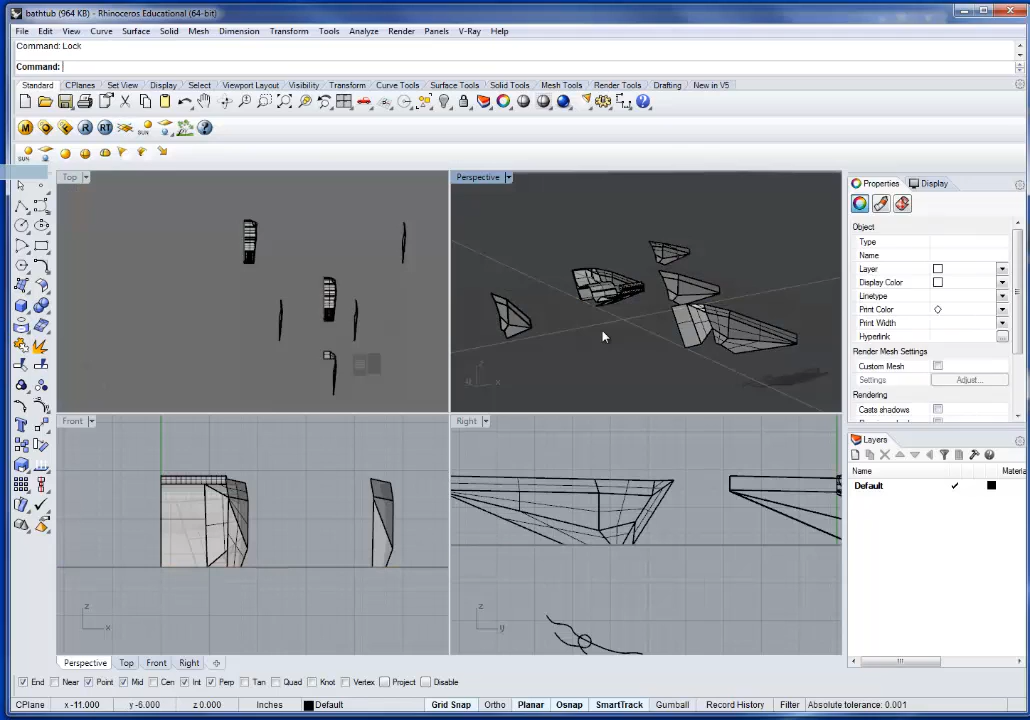 bathtub (964 KB) - Rhinoceros Educational (64-bit)
File Edit View Curve Surface Solid Mesh Dimension Transform Tools Analyze Render Panels V-Ray Help
Command: Lock
Command:
Standard CPlanes Set View Display Select Viewport Layout Visibility Transform Curve Tools Surface Tools Solid Tools Mesh Tools Render Tools Drafting New in V5
Top
Perspective
Properties Display
Object
Type
Name
Layer
Display Color
Linetype
Print Color
Print Width
Hyperlink
Render Mesh Settings
Custom Mesh
Settings Adjust...
Rendering
Casts shadows
Front
Right
Layers
Name Materia
Default
z
x
z
y
Perspective Top Front Right
End Near Point Mid Cen Int Perp Tan Quad Knot Vertex Project Disable
CPlane x -11.000 y -6.000 z 0.000 Inches Default Grid Snap Ortho Planar Osnap SmartTrack Gumball Record History Filter Absolute tolerance: 0.001